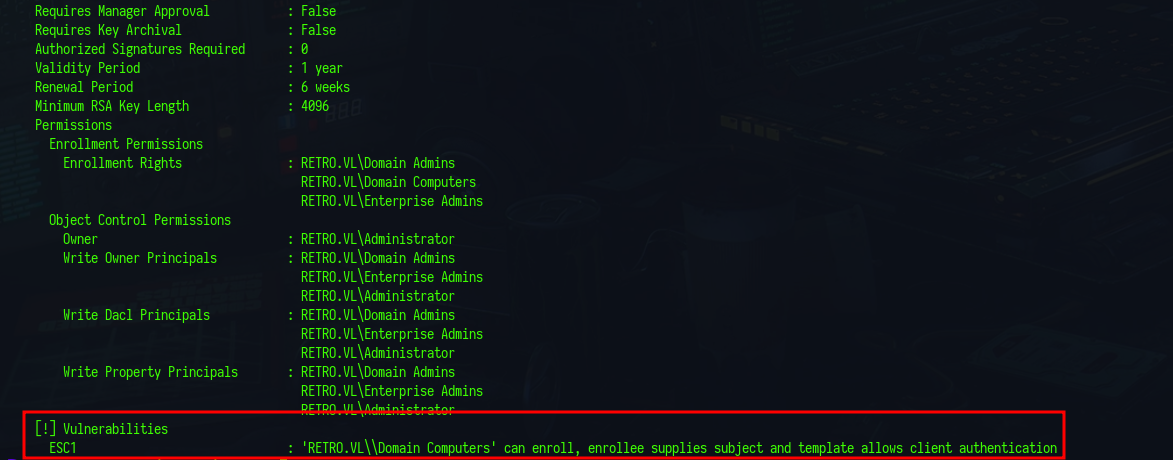 Requires Manager Approval : False
Requires Key Archival : False
Authorized Signatures Required : 0
Validity Period : 1 year
Renewal Period : 6 weeks
Minimum RSA Key Length : 4096
Permissions
Enrollment Permissions
Enrollment Rights : RETRO.VL\Domain Admins
RETRO.VL\Domain Computers
RETRO.VL\Enterprise Admins
Object Control Permissions
Owner : RETRO.VL\Administrator
Write Owner Principals : RETRO.VL\Domain Admins
RETRO.VL\Enterprise Admins
RETRO.VL\Administrator
Write Dacl Principals : RETRO.VL\Domain Admins
RETRO.VL\Enterprise Admins
RETRO.VL\Administrator
Write Property Principals : RETRO.VL\Domain Admins
RETRO.VL\Enterprise Admins
RETRO.VL\Administrator
[!] Vulnerabilities
ESC1 : 'RETRO.VL\\Domain Computers' can enroll, enrollee supplies subject and template allows client authentication